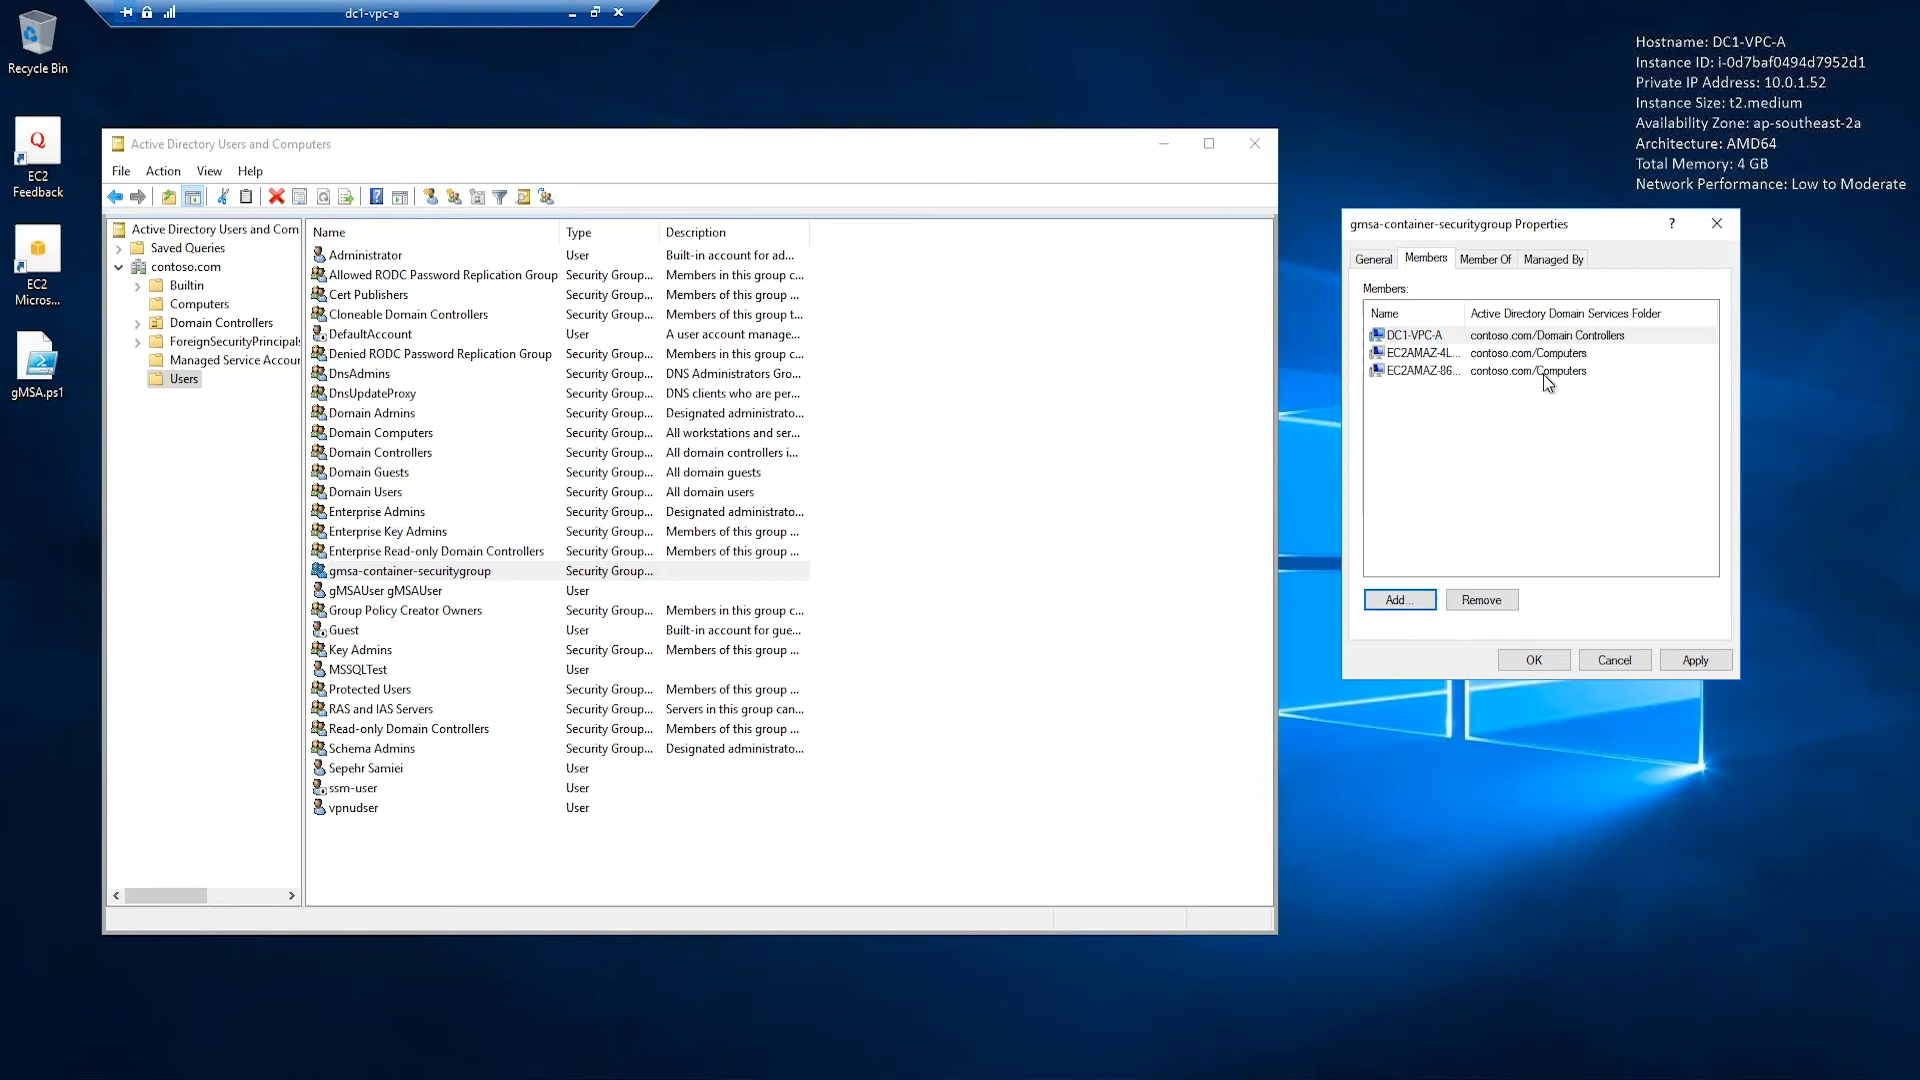 dc1-vpc-a
Recycle Bin
EC2
Feedback
EC2
Micros...
gMSA.ps1
Hostname: DC1-VPC-A
Instance ID: i-0d7baf0494d7952d1
Private IP Address: 10.0.1.52
Instance Size: t2.medium
Availability Zone: ap-southeast-2a
Architecture: AMD64
Total Memory: 4 GB
Network Performance: Low to Moderate
Active Directory Users and Computers
File Action View Help
Active Directory Users and Com
Saved Queries
contoso.com
Builtin
Computers
Domain Controllers
ForeignSecurityPrincipals
Managed Service Accoun
Users
Name Type Description
Administrator User Built-in account for ad...
Allowed RODC Password Replication Group Security Group... Members in this group c...
Cert Publishers Security Group... Members of this group ...
Cloneable Domain Controllers Security Group... Members of this group t...
DefaultAccount User A user account manage...
Denied RODC Password Replication Group Security Group... Members in this group c...
DnsAdmins Security Group... DNS Administrators Gro...
DnsUpdateProxy Security Group... DNS clients who are per...
Domain Admins Security Group... Designated administrato...
Domain Computers Security Group... All workstations and ser...
Domain Controllers Security Group... All domain controllers i...
Domain Guests Security Group... All domain guests
Domain Users Security Group... All domain users
Enterprise Admins Security Group... Designated administrato...
Enterprise Key Admins Security Group... Members of this group ...
Enterprise Read-only Domain Controllers Security Group... Members of this group ...
gmsa-container-securitygroup Security Group...
gMSAUser gMSAUser User
Group Policy Creator Owners Security Group... Members in this group c...
Guest User Built-in account for gue...
Key Admins Security Group... Members of this group ...
MSSQLTest User
Protected Users Security Group... Members of this group ...
RAS and IAS Servers Security Group... Servers in this group can...
Read-only Domain Controllers Security Group... Members of this group ...
Schema Admins Security Group... Designated administrato...
Sepehr Samiei User
ssm-user User
vpnudser User
gmsa-container-securitygroup Properties
General Members Member Of Managed By
Members:
Name Active Directory Domain Services Folder
DC1-VPC-A contoso.com/Domain Controllers
EC2AMAZ-4L... contoso.com/Computers
EC2AMAZ-86... contoso.com/Computers
Add... Remove
OK Cancel Apply